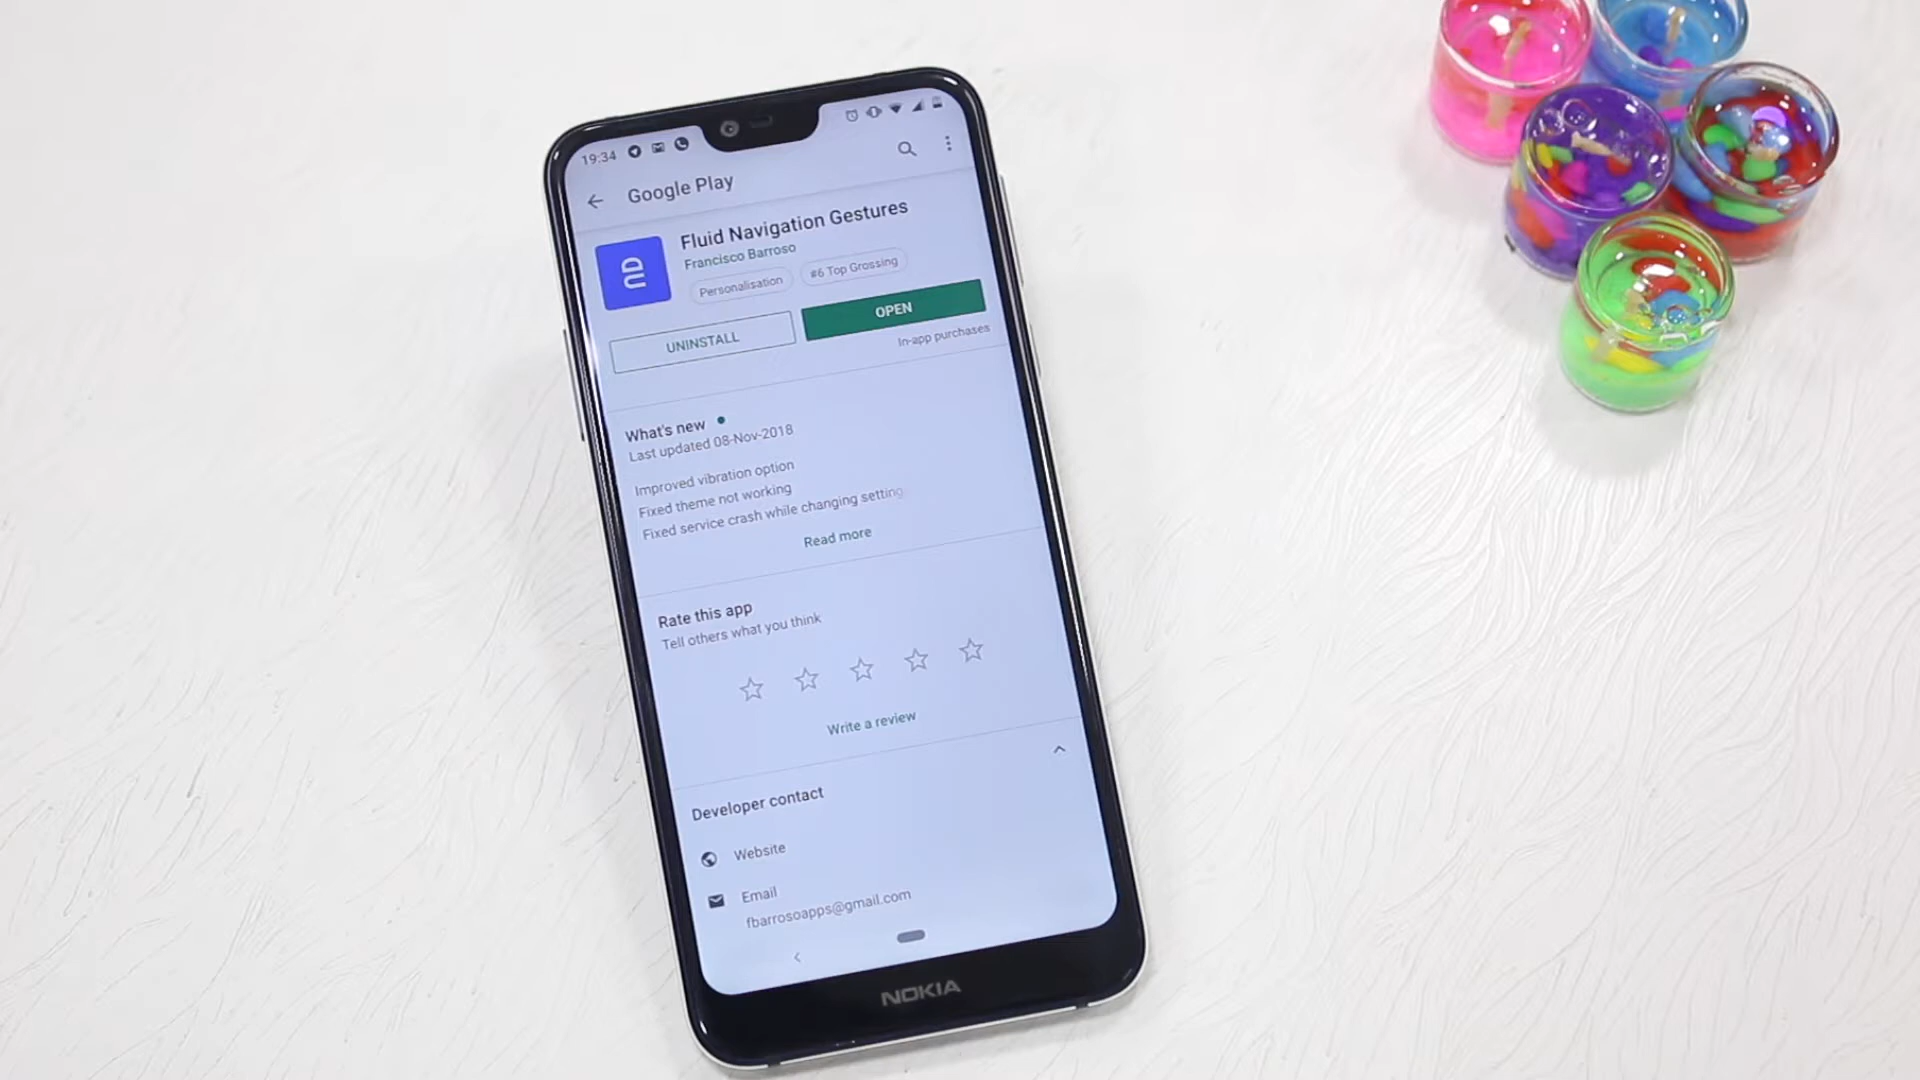 19:34
Google Play
Fluid Navigation Gestures
Francisco Barroso
Personalisation
#6 Top Grossing
UNINSTALL
OPEN
In-app purchases
What's new
Last updated 08-Nov-2018
Improved vibration option
Fixed theme not working
Fixed service crash while changing setting
Read more
Rate this app
Tell others what you think
Write a review
Developer contact
Website
Email
fbarrosoapps@gmail.com
NOKIA